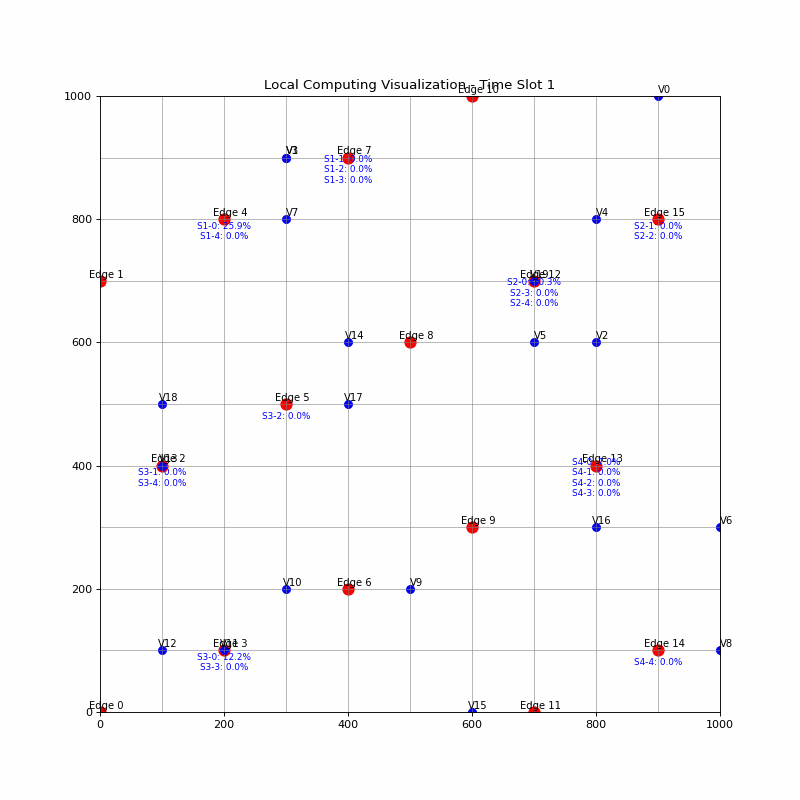 Local Computing Visualization - Time Slot 1
1000
Edge 10
V0
V3
Edge 7
S1-2: 0.0%
S1-3: 0.0%
Edge 4
V7
V4
Edge 15
800
S1-0: 25.9%
S1-4: 0.0%
S2-1: 0.0%
S2-2: 0.0%
Edge 1
Edge 12
S2-3: 0.0%
S2-4: 0.0%
V14
Edge 8
V5
V2
600
V18
Edge 5
V17
S3-2: 0.0%
Edge 2
Edge 13
400
S3-1: 0.0%
S3-4: 0.0%
S4-1: 0.0%
S4-2: 0.0%
S4-3: 0.0%
Edge 9
V16
V6
V10
Edge 6
V9
200
V12
Edge 3
Edge 14
V8
S3-0: 12.2%
S3-3: 0.0%
S4-4: 0.0%
Edge 0
V15
Edge 11
0
0
200
400
600
800
1000